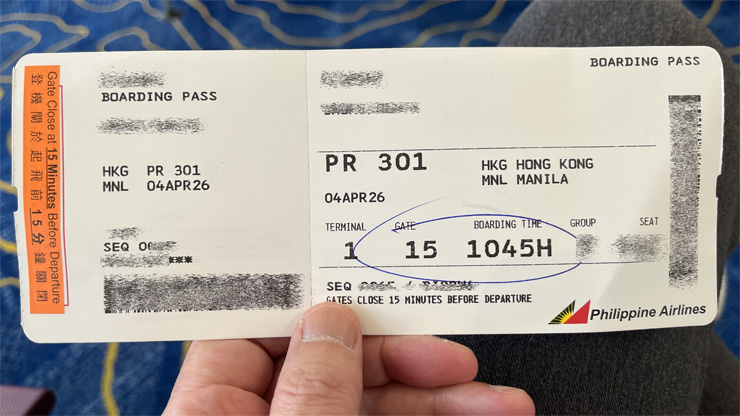 登機閘於起飛前 15分鐘關閉
Gate Close at 15 Minutes Before Departure
BOARDING PASS
HKG PR 301
MNL 04APR26
SEQ
***
BOARDING PASS
PR 301
HKG HONG KONG
MNL MANILA
04APR26
TERMINAL GATE BOARDING TIME GROUP SEAT
1 15 1045H
SEQ
GATES CLOSE 15 MINUTES BEFORE DEPARTURE
Philippine Airlines